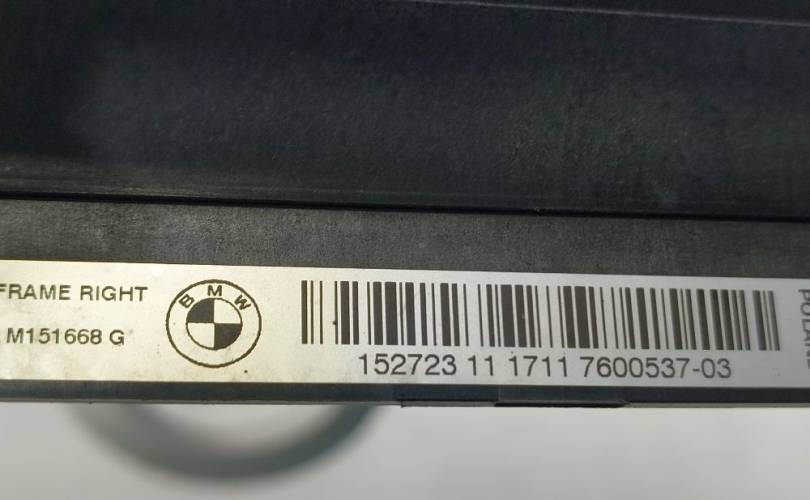 FRAME RIGHT
M151668 G
BMW
152723 11 1711 7600537-03